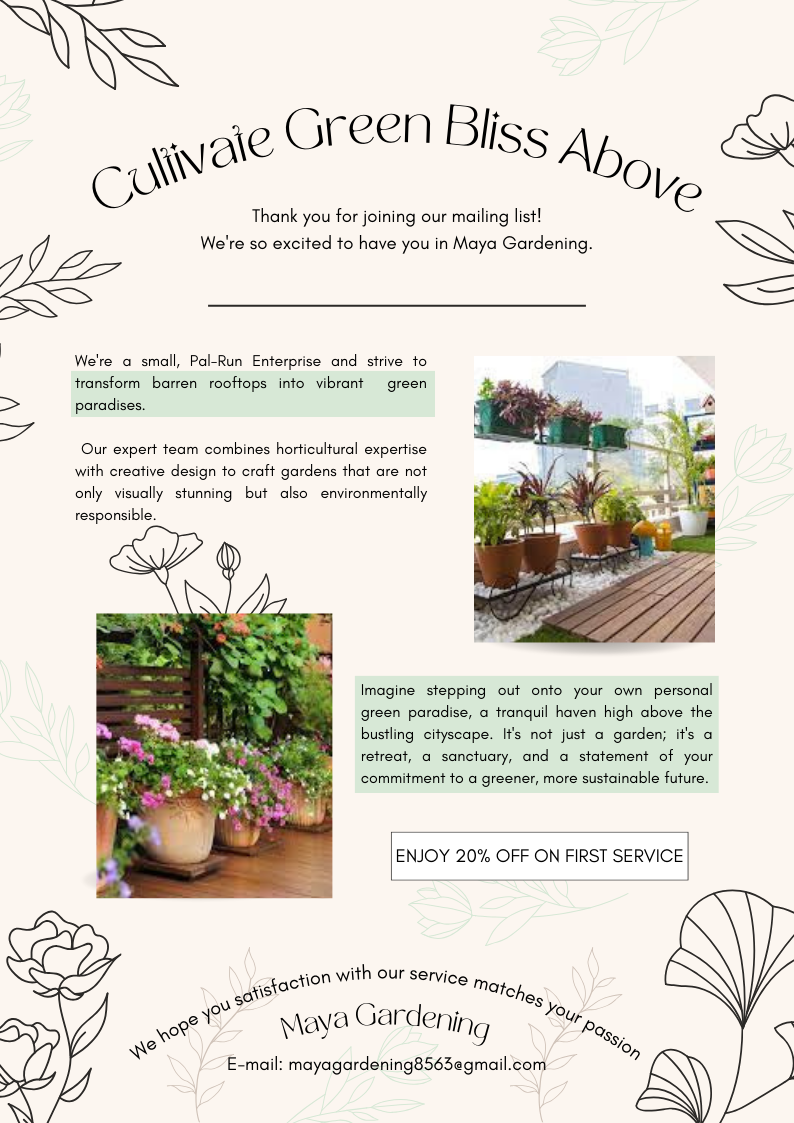 Cultivate Green Bliss Above
Thank you for joining our mailing list!
We're so excited to have you in Maya Gardening.
We're a small, Pal-Run Enterprise and strive to
transform barren rooftops into vibrant green
paradises.
Our expert team combines horticultural expertise
with creative design to craft gardens that are not
only visually stunning but also environmentally
responsible.
Imagine stepping out onto your own personal
green paradise, a tranquil haven high above the
bustling cityscape. It's not just a garden; it's a
retreat, a sanctuary, and a statement of your
commitment to a greener, more sustainable future.
ENJOY 20% OFF ON FIRST SERVICE
We hope you satisfaction with our service matches your passion
Maya Gardening
E-mail: mayagardening8563@gmail.com